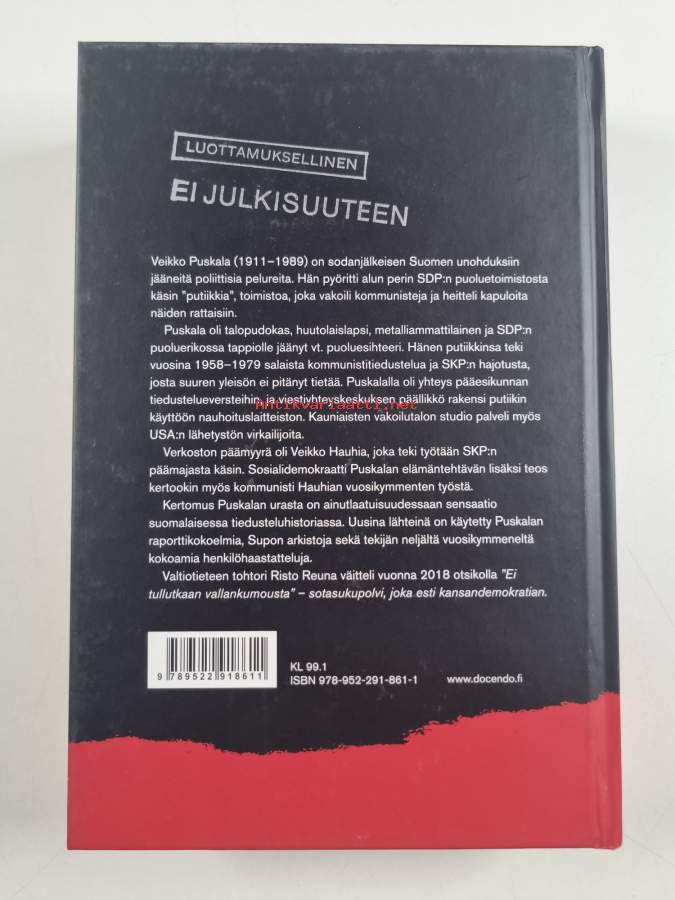 LUOTTAMUKSELLINEN
EI JULKISUUTEEN
Veikko Puskala (1911–1989) on sodanjälkeisen Suomen unohduksiin
jääneitä poliittisia pelureita. Hän pyöritti alun perin SDP:n puoluetoimistosta
käsin "putiikkia", toimistoa, joka vakoili kommunisteja ja heitteli kapuloita
näiden rattaisiin.
Puskala oli talopudokas, huutolaislapsi, metalliammattilainen ja SDP:n
puoluerikossa tappiolle jäänyt vt. puoluesihteeri. Hänen putiikkinsa teki
vuosina 1958–1979 salaista kommunistitiedustelua ja SKP:n hajotusta,
josta suuren yleisön ei pitänyt tietää. Puskalalla oli yhteys pääesikunnan
tiedustelueversteihin, ja viestiyhteyskeskuksen päällikkö rakensi putiikin
Antikvariaatti.net
käyttöön nauhoituslaitteiston. Kauniaisten vakoilutalon studio palveli myös
USA:n lähetystön virkailijoita.
Verkoston päämyyrä oli Veikko Hauhia, joka teki työtään SKP:n
päämajasta käsin. Sosialidemokraatti Puskalan elämäntehtävän lisäksi teos
kertookin myös kommunisti Hauhian vuosikymmenten työstä.
Kertomus Puskalan urasta on ainutlaatuisuudessaan sensaatio
suomalaisessa tiedusteluhistoriassa. Uusina lähteinä on käytetty Puskalan
raporttikokoelmia, Supon arkistoja sekä tekijän neljältä vuosikymmeneltä
kokoamia henkilöhaastatteluja.
Valtiotieteen tohtori Risto Reuna väitteli vuonna 2018 otsikolla "Ei
tullutkaan vallankumousta" – sotasukupolvi, joka esti kansandemokratian.
KL 99.1
ISBN 978-952-291-861-1
www.docendo.fi
9 789522 918611